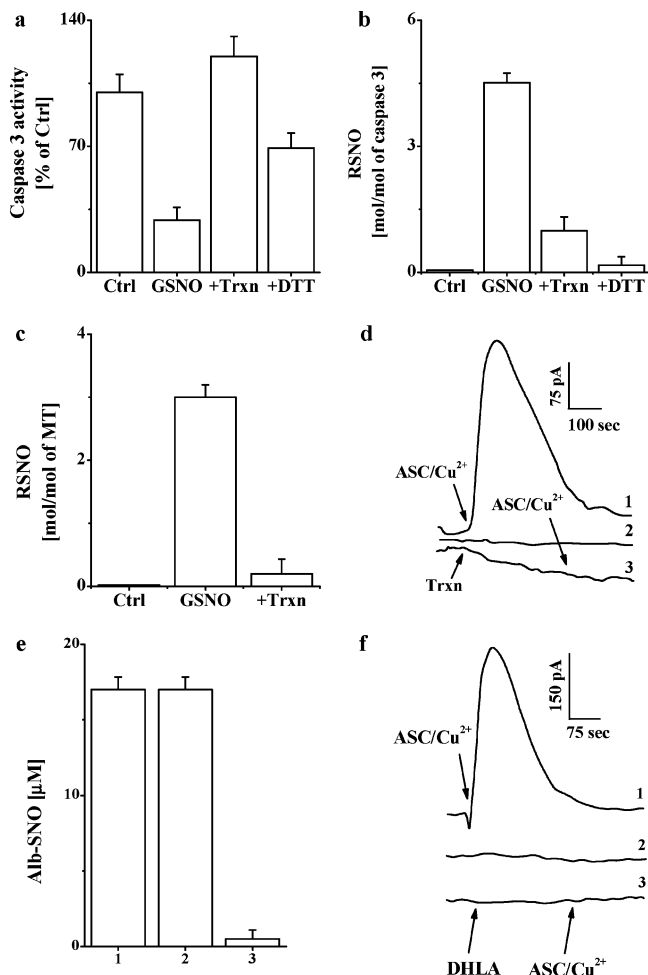 a
Caspase 3 activity
[% of Ctrl]
140
70
0
Ctrl GSNO +Trxn +DTT
b
RSNO
[mol/mol of caspase 3]
6
3
0
Ctrl GSNO +Trxn +DTT
c
RSNO
[mol/mol of MT]
4
2
0
Ctrl GSNO +Trxn
d
75 pA
100 sec
ASC/Cu²⁺
ASC/Cu²⁺
1
2
3
Trxn
e
Alb-SNO [μM]
20
10
0
1 2 3
f
150 pA
75 sec
ASC/Cu²⁺
1
2
3
DHLA ASC/Cu²⁺